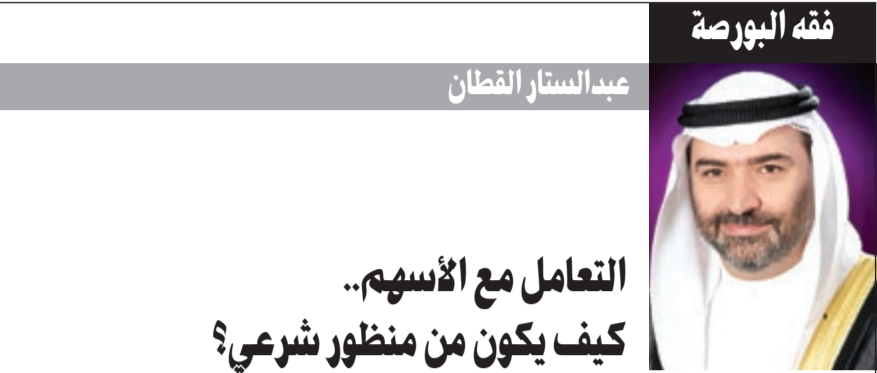 فقه البورصة
عبدالستار القطان
التعامل مع الأسهم..
كيف يكون من منظور شرعي؟